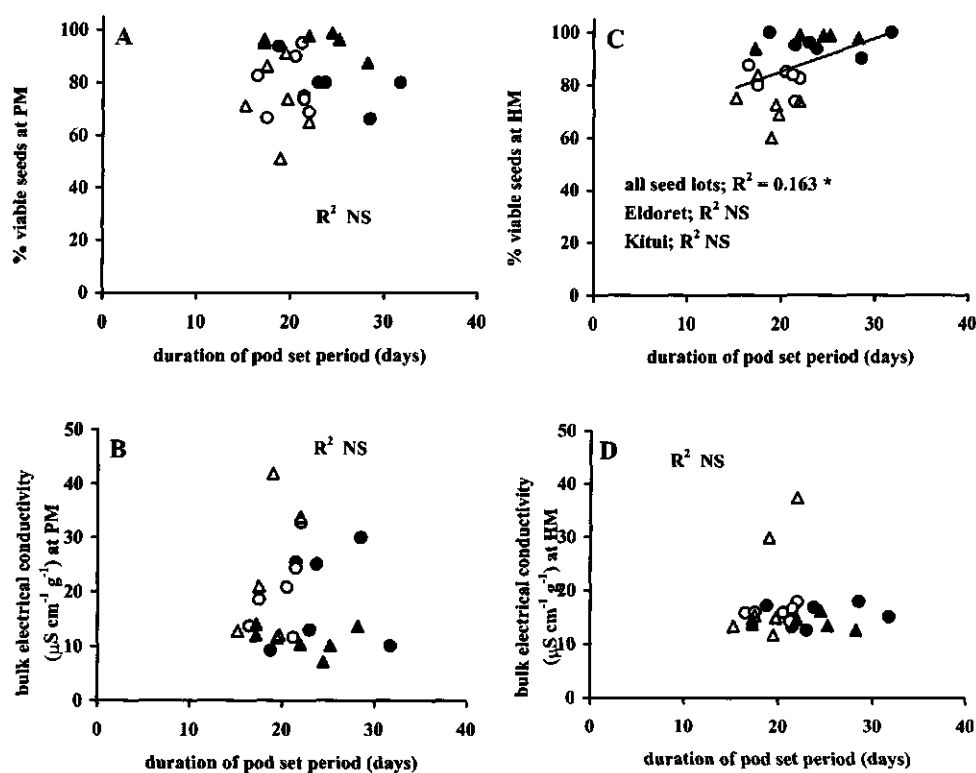 A
100
80
60
40
20
0
% viable seeds at PM
R² NS
0 10 20 30 40
duration of pod set period (days)
C
100
80
60
40
20
0
% viable seeds at HM
all seed lots; R² = 0.163 *
Eldoret; R² NS
Kitui; R² NS
0 10 20 30 40
duration of pod set period (days)
B
50
40
30
20
10
0
bulk electrical conductivity
(µS cm⁻¹ g⁻¹) at PM
R² NS
0 10 20 30 40
duration of pod set period (days)
D
50
40
30
20
10
0
bulk electrical conductivity
(µS cm⁻¹ g⁻¹) at HM
R² NS
0 10 20 30 40
duration of pod set period (days)